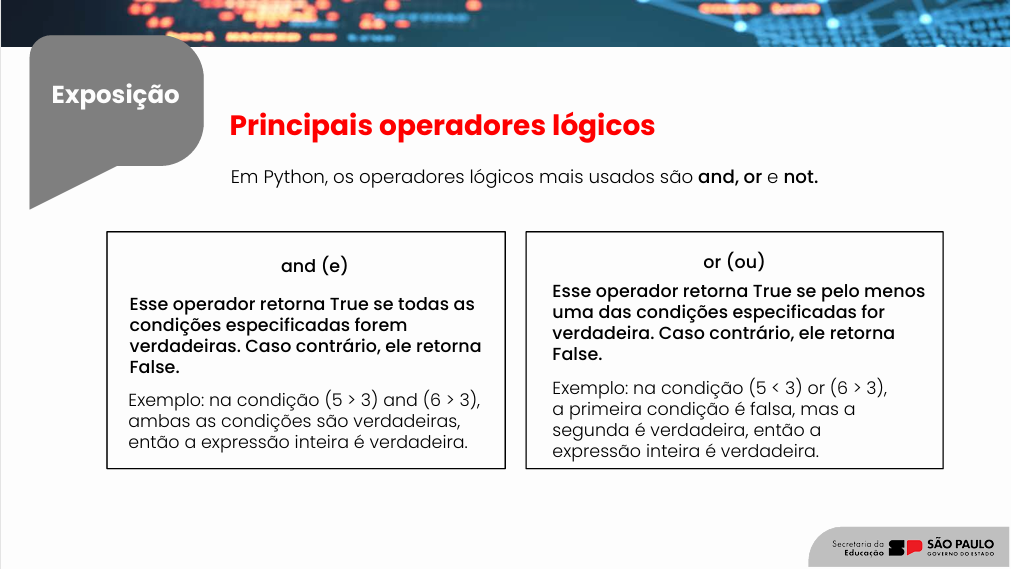 Exposição
Principais operadores lógicos
Em Python, os operadores lógicos mais usados são and, or e not.
and (e)
Esse operador retorna True se todas as
condições especificadas forem
verdadeiras. Caso contrário, ele retorna
False.
Exemplo: na condição (5 > 3) and (6 > 3),
ambas as condições são verdadeiras,
então a expressão inteira é verdadeira.
or (ou)
Esse operador retorna True se pelo menos
uma das condições especificadas for
verdadeira. Caso contrário, ele retorna
False.
Exemplo: na condição (5 < 3) or (6 > 3),
a primeira condição é falsa, mas a
segunda é verdadeira, então a
expressão inteira é verdadeira.
Secretaria da
Educação
SÃO PAULO
GOVERNO DO ESTADO